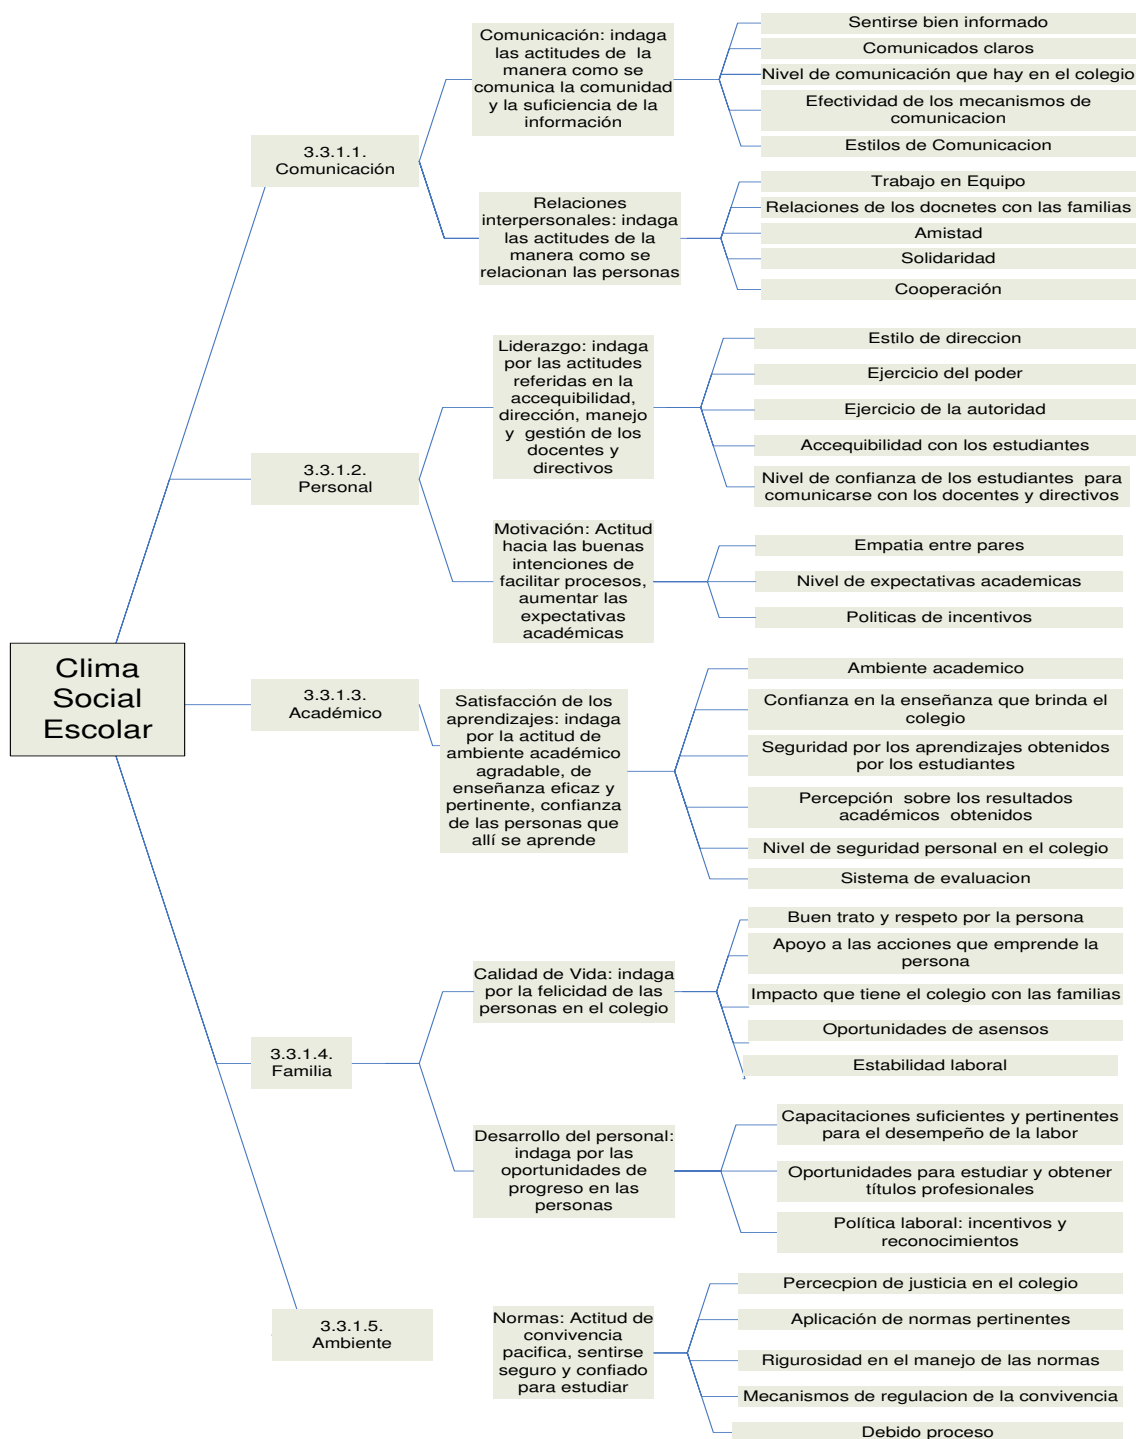 Clima
Social
Escolar
3.3.1.1.
Comunicación
Comunicación: indaga
las actitudes de la
manera como se
comunica la comunidad
y la suficiencia de la
información
Sentirse bien informado
Comunicados claros
Nivel de comunicación que hay en el colegio
Efectividad de los mecanismos de
comunicacion
Estilos de Comunicacion
Relaciones
interpersonales: indaga
las actitudes de la
manera como se
relacionan las personas
Trabajo en Equipo
Relaciones de los docnetes con las familias
Amistad
Solidaridad
Cooperación
3.3.1.2.
Personal
Liderazgo: indaga
por las actitudes
referidas en la
accequibilidad,
dirección, manejo
y gestión de los
docentes y
directivos
Estilo de direccion
Ejercicio del poder
Ejercicio de la autoridad
Accequibilidad con los estudiantes
Nivel de confianza de los estudiantes para
comunicarse con los docentes y directivos
Motivación: Actitud
hacia las buenas
intenciones de
facilitar procesos,
aumentar las
expectativas
académicas
Empatia entre pares
Nivel de expectativas academicas
Politicas de incentivos
3.3.1.3.
Académico
Satisfacción de los
aprendizajes: indaga
por la actitud de
ambiente académico
agradable, de
enseñanza eficaz y
pertinente, confianza
de las personas que
allí se aprende
Ambiente academico
Confianza en la enseñanza que brinda el
colegio
Seguridad por los aprendizajes obtenidos
por los estudiantes
Percepción sobre los resultados
académicos obtenidos
Nivel de seguridad personal en el colegio
Sistema de evaluacion
3.3.1.4.
Familia
Calidad de Vida: indaga
por la felicidad de las
personas en el colegio
Buen trato y respeto por la persona
Apoyo a las acciones que emprende la
persona
Impacto que tiene el colegio con las familias
Oportunidades de asensos
Estabilidad laboral
Desarrollo del personal:
indaga por las
oportunidades de
progreso en las
personas
Capacitaciones suficientes y pertinentes
para el desempeño de la labor
Oportunidades para estudiar y obtener
títulos profesionales
Política laboral: incentivos y
reconocimientos
3.3.1.5.
Ambiente
Normas: Actitud de
convivencia
pacifica, sentirse
seguro y confiado
para estudiar
Percecpion de justicia en el colegio
Aplicación de normas pertinentes
Rigurosidad en el manejo de las normas
Mecanismos de regulacion de la convivencia
Debido proceso